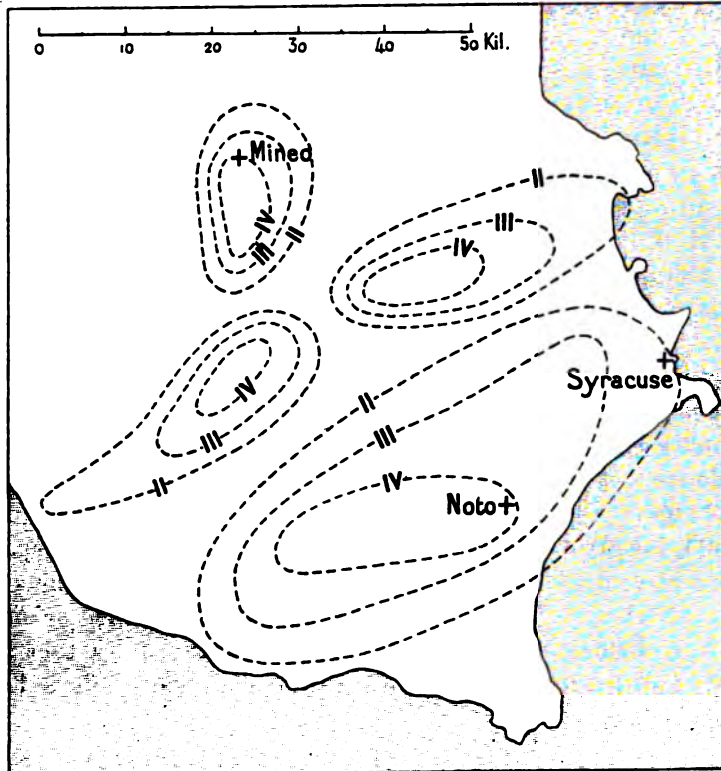 0 10 20 30 40 50 Kil.
Mineo
II
III
IV
IV
III
II
Syracuse
IV
II
III
III
II
IV
Noto